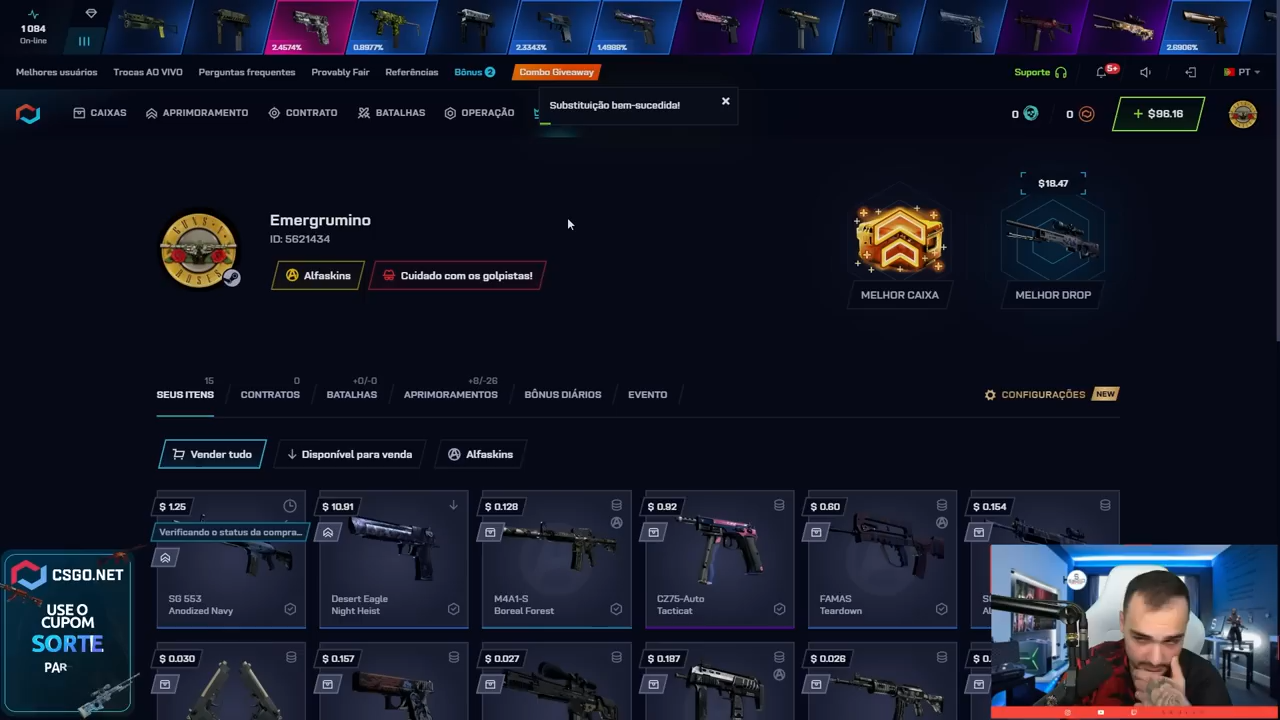 1 084
On-line
2.4574%
0.8977%
2.3343%
1.4988%
2.6906%
Melhores usuários
Trocas AO VIVO
Perguntas frequentes
Provably Fair
Referências
Bônus 2
Combo Giveaway
Suporte
5+
PT
CAIXAS
APRIMORAMENTO
CONTRATO
BATALHAS
OPERAÇÃO
Substituição bem-sucedida!
0
0
+ $96.16
Emergrumino
ID: 5621434
GUNS N
ROSES
Alfaskins
Cuidado com os golpistas!
MELHOR CAIXA
$18.47
MELHOR DROP
15
SEUS ITENS
0
CONTRATOS
+0/-0
BATALHAS
+8/-26
APRIMORAMENTOS
BÔNUS DIÁRIOS
EVENTO
CONFIGURAÇÕES NEW
Vender tudo
Disponível para venda
Alfaskins
$ 1.25
Verificando o status da compra...
SG 553
Anodized Navy
$ 10.91
Desert Eagle
Night Heist
$ 0.128
M4A1-S
Boreal Forest
$ 0.92
CZ75-Auto
Tacticat
$ 0.60
FAMAS
Teardown
$ 0.154
$ 0.030
$ 0.157
$ 0.027
$ 0.187
$ 0.026
CSGO.NET
USE O
CUPOM
SORTE
PAR